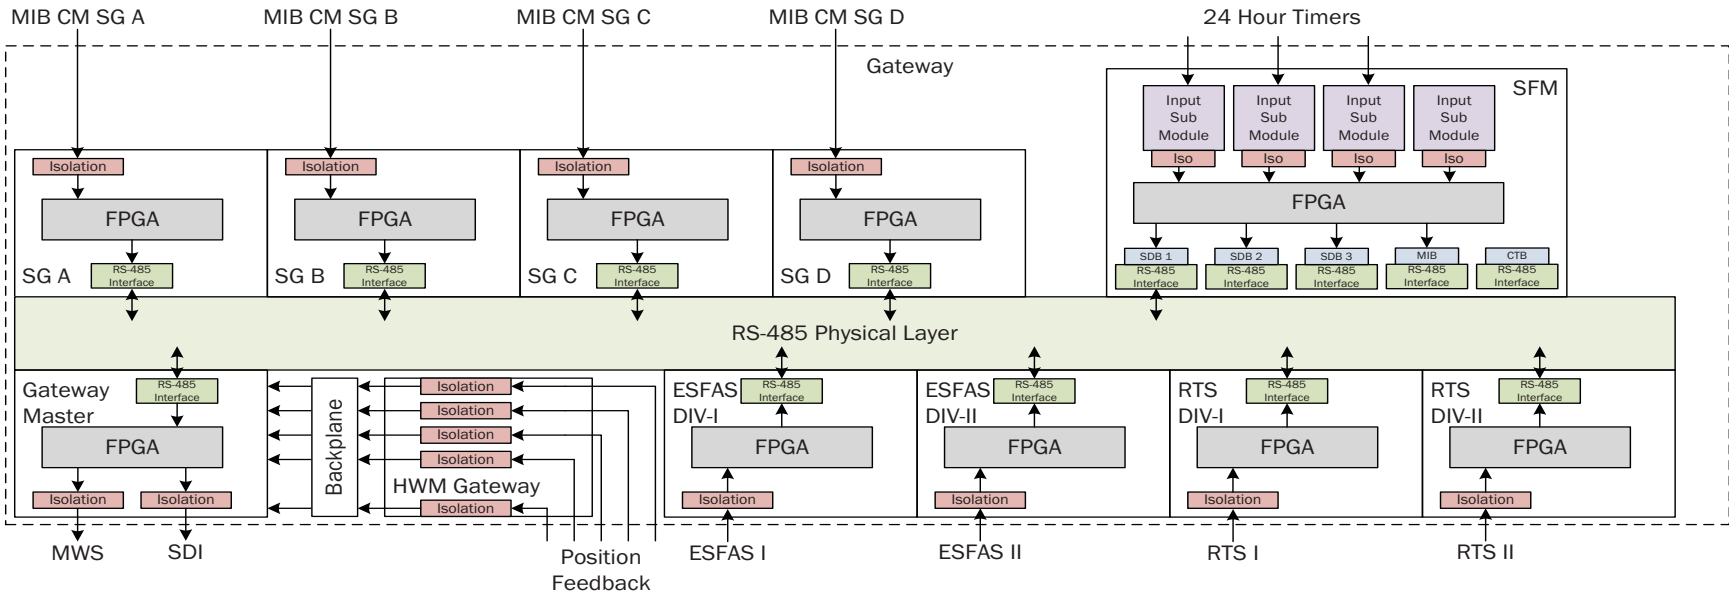 MIB CM SG A
MIB CM SG B
MIB CM SG C
MIB CM SG D
24 Hour Timers
Gateway
SFM
Input
Sub
Module
Input
Sub
Module
Input
Sub
Module
Input
Sub
Module
Iso
Iso
Iso
Iso
FPGA
SDB 1
RS-485
Interface
SDB 2
RS-485
Interface
SDB 3
RS-485
Interface
MIB
RS-485
Interface
CTB
RS-485
Interface
Isolation
FPGA
SG A
RS-485
Interface
Isolation
FPGA
SG B
RS-485
Interface
Isolation
FPGA
SG C
RS-485
Interface
Isolation
FPGA
SG D
RS-485
Interface
RS-485 Physical Layer
Gateway
Master
RS-485
Interface
FPGA
Isolation
Isolation
MWS
SDI
Backplane
Isolation
Isolation
Isolation
Isolation
HWM Gateway
Isolation
Position
Feedback
ESFAS
DIV-I
RS-485
Interface
FPGA
Isolation
ESFAS I
ESFAS
DIV-II
RS-485
Interface
FPGA
Isolation
ESFAS II
RTS
DIV-I
RS-485
Interface
FPGA
Isolation
RTS I
RTS
DIV-II
RS-485
Interface
FPGA
Isolation
RTS II